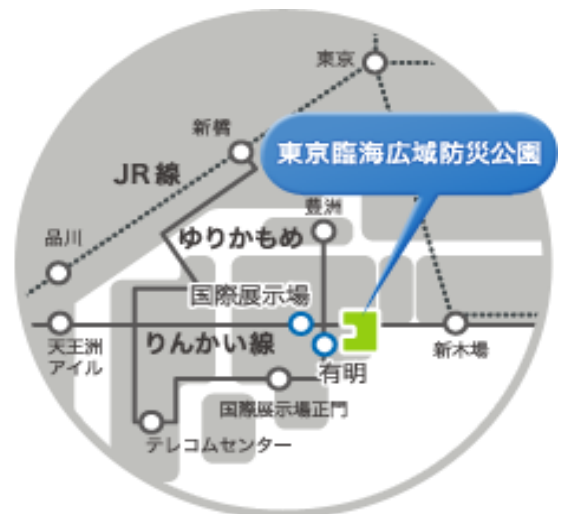 東京
新橋
東京臨海広域防災公園
JR線
豊洲
ゆりかもめ
品川
国際展示場
天王洲
アイル
りんかい線
新木場
有明
国際展示場正門
テレコムセンター